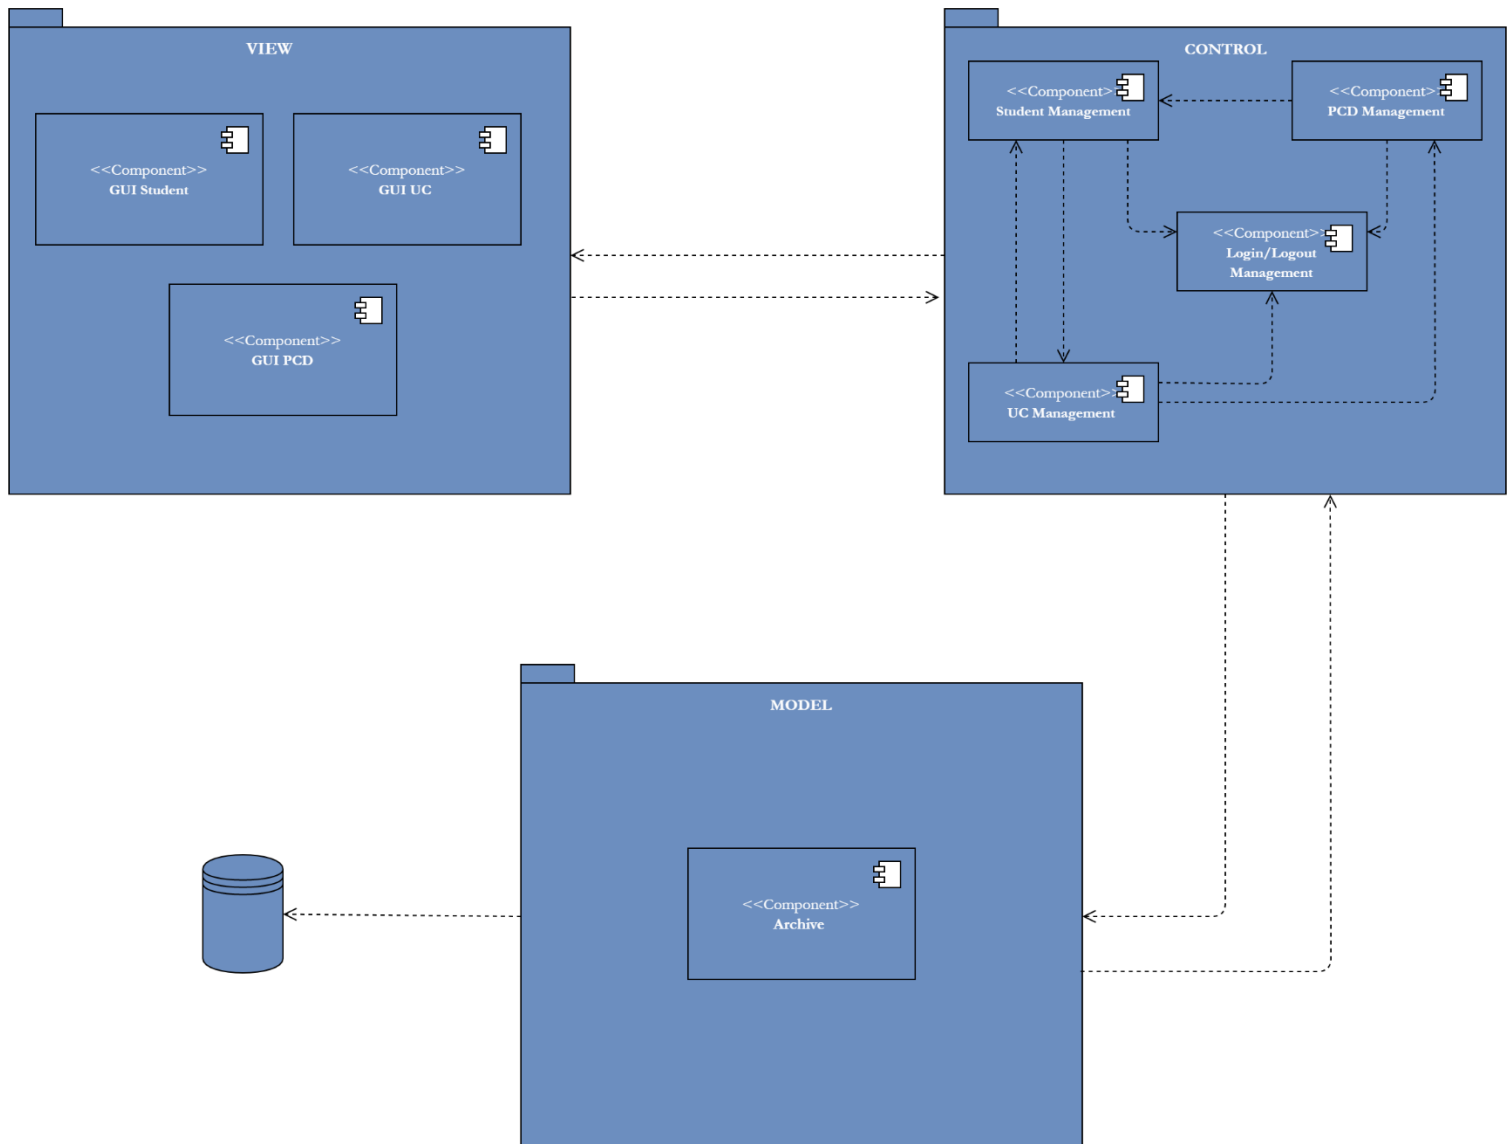 VIEW
<<Component>>
GUI Student
<<Component>>
GUI UC
<<Component>>
GUI PCD
CONTROL
<<Component>
Student Management
<<Component>
PCD Management
<<Component>>
Login/Logout
Management
<<Component>>
UC Management
MODEL
<<Component>>
Archive